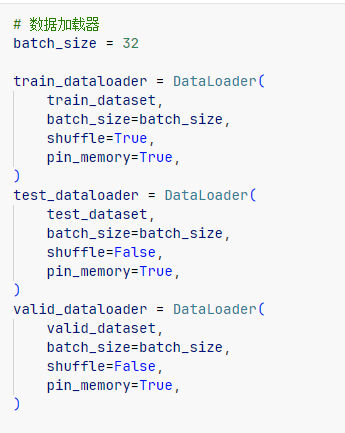 # 数据加载器
batch_size = 32
train_dataloader = DataLoader(
    train_dataset,
    batch_size=batch_size,
    shuffle=True,
    pin_memory=True,
)
test_dataloader = DataLoader(
    test_dataset,
    batch_size=batch_size,
    shuffle=False,
    pin_memory=True,
)
valid_dataloader = DataLoader(
    valid_dataset,
    batch_size=batch_size,
    shuffle=False,
    pin_memory=True,
)